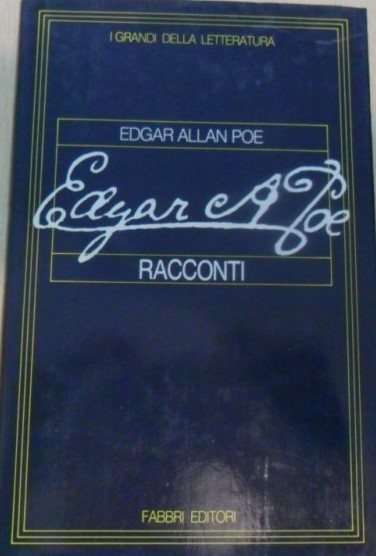 I GRANDI DELLA LETTERATURA
EDGAR ALLAN POE
Edgar A Poe
RACCONTI
FABBRI EDITORI